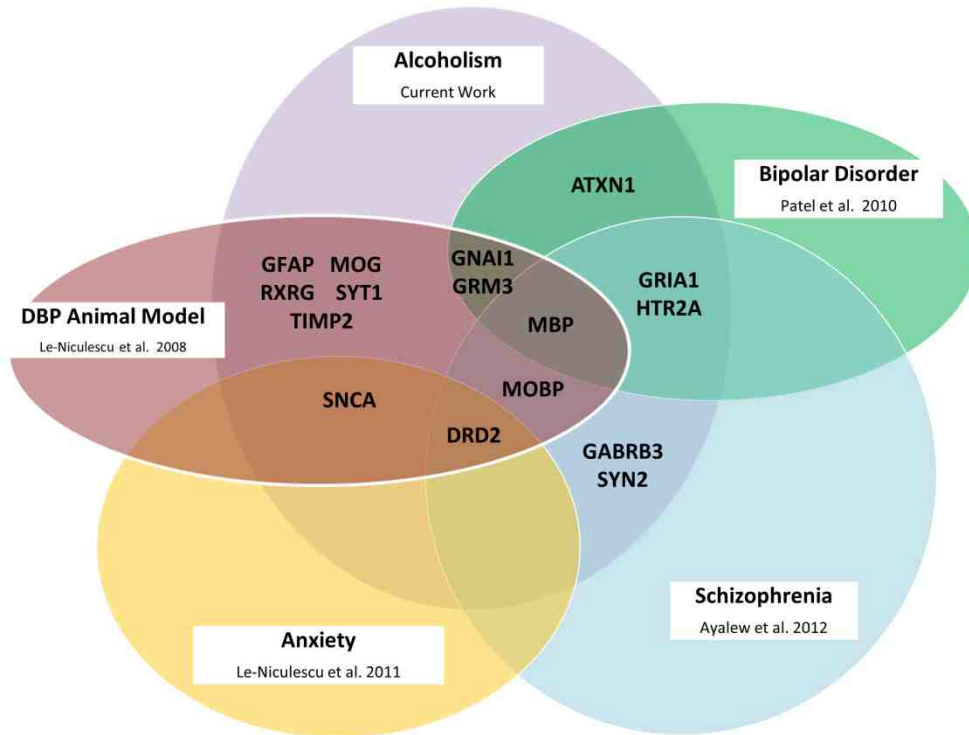 Alcoholism
Current Work
Bipolar Disorder
Patel et al. 2010
ATXN1
GFAP MOG
RXRG SYT1
TIMP2
GNAI1
GRM3
GRIA1
HTR2A
DBP Animal Model
Le-Niculescu et al. 2008
MBP
MOBP
SNCA
DRD2
GABRB3
SYN2
Schizophrenia
Ayalew et al. 2012
Anxiety
Le-Niculescu et al. 2011